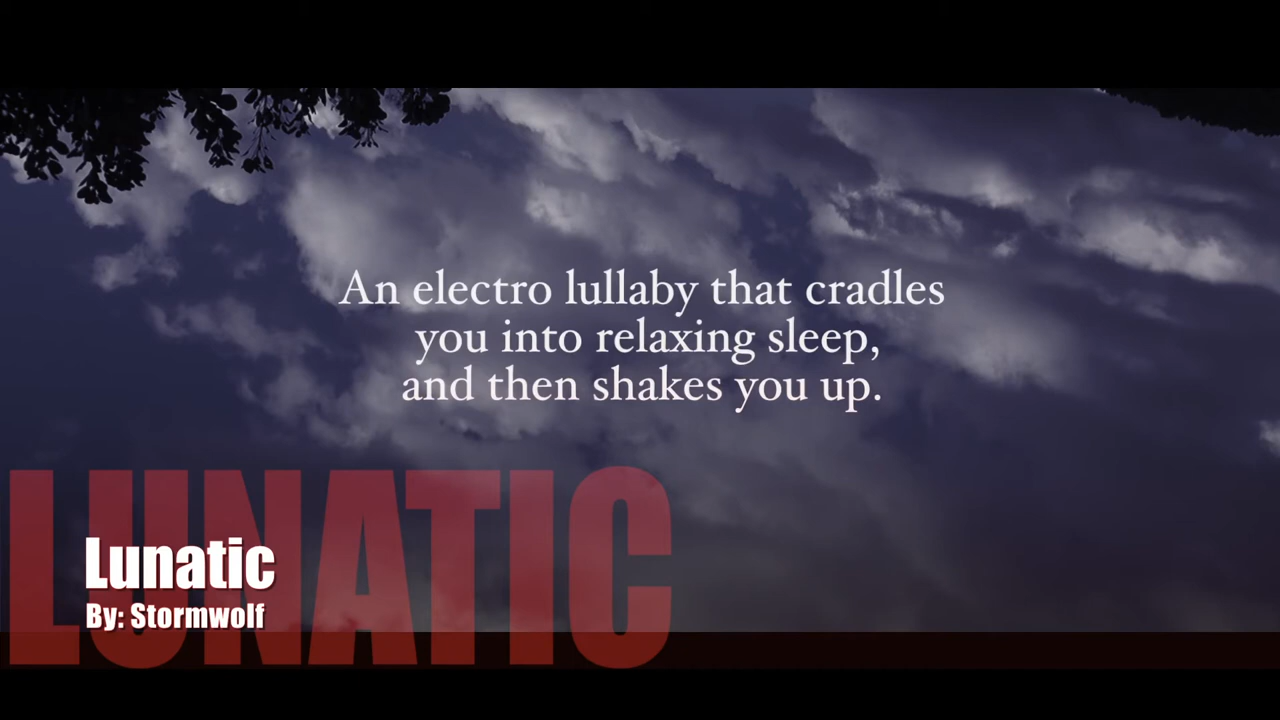 An electro lullaby that cradles
you into relaxing sleep,
and then shakes you up.
LUNATIC
Lunatic
By: Stormwolf